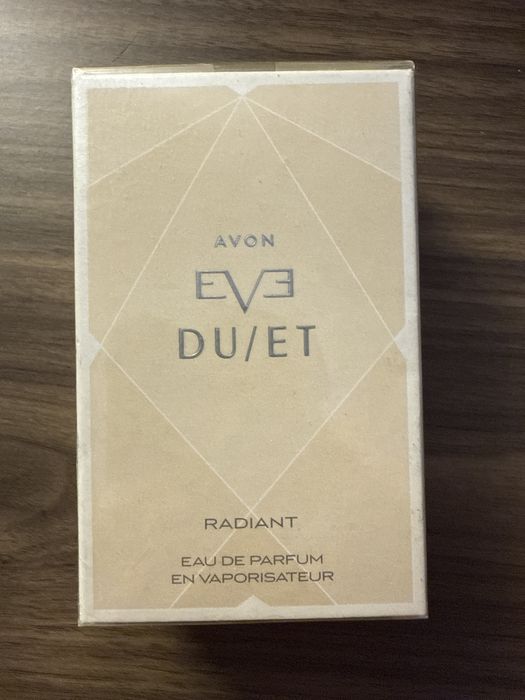 AVON
EVE
DU/ET
RADIANT
EAU DE PARFUM
EN VAPORISATEUR